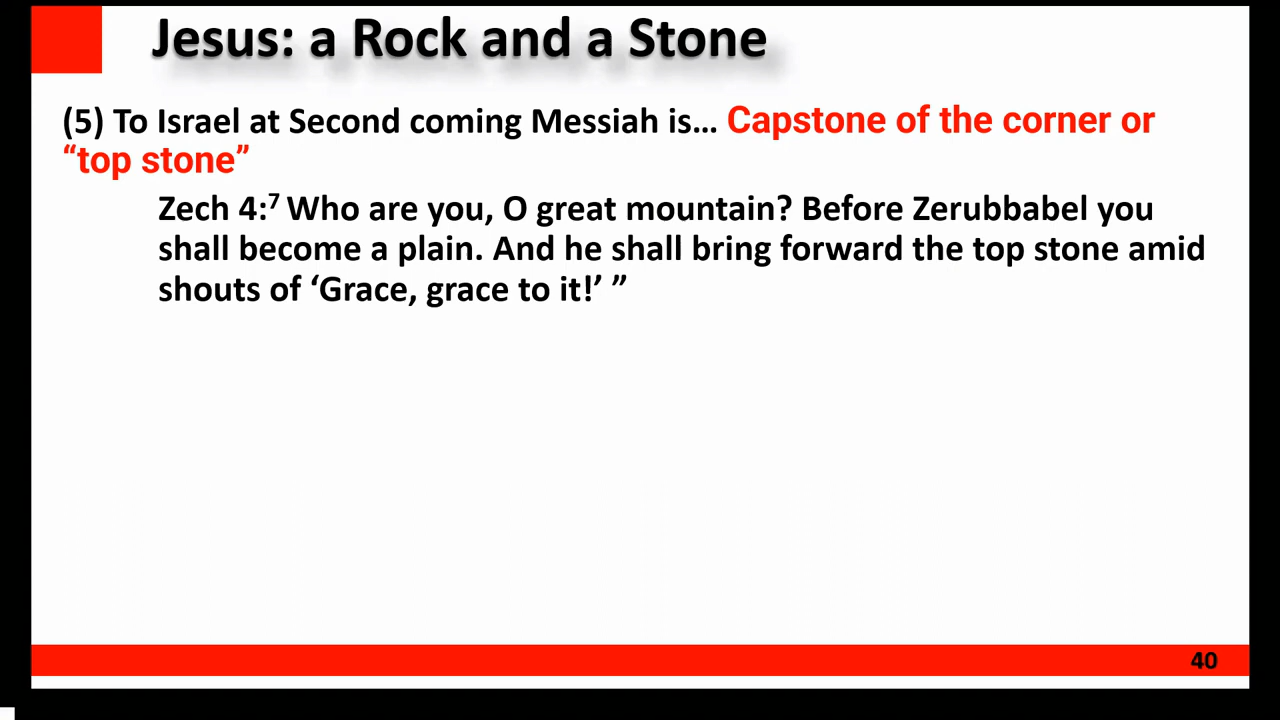 Jesus: a Rock and a Stone
(5) To Israel at Second coming Messiah is… Capstone of the corner or
“top stone”
Zech 4:⁷ Who are you, O great mountain? Before Zerubbabel you
shall become a plain. And he shall bring forward the top stone amid
shouts of ‘Grace, grace to it!’ ”
40